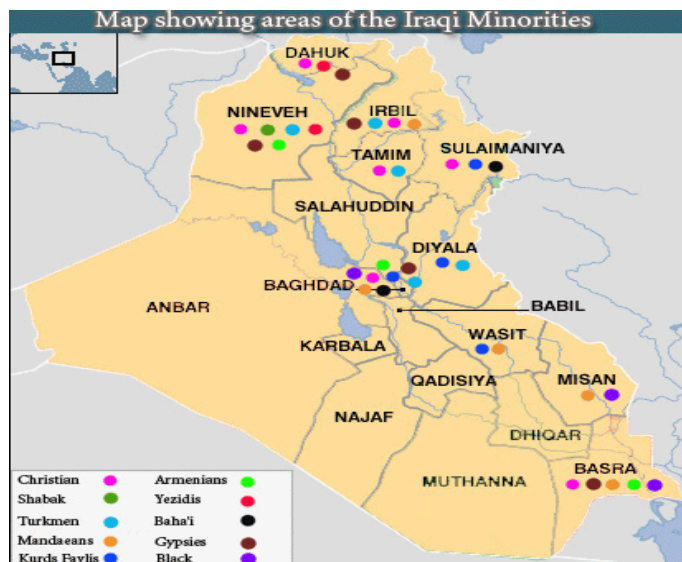 Map showing areas of the Iraqi Minorities
DAHUK
NINEVEH
IRBIL
TAMIM
SULAIMANIYA
SALAHUDDIN
DIYALA
BAGHDAD
ANBAR
BABIL
KARBALA
WASIT
QADISIYA
MISAN
NAJAF
DHIQAR
BASRA
MUTHANNA
Christian
Armenians
Shabak
Yezidis
Turkmen
Baha'i
Mandaeans
Gypsies
Kurds Faylis
Black